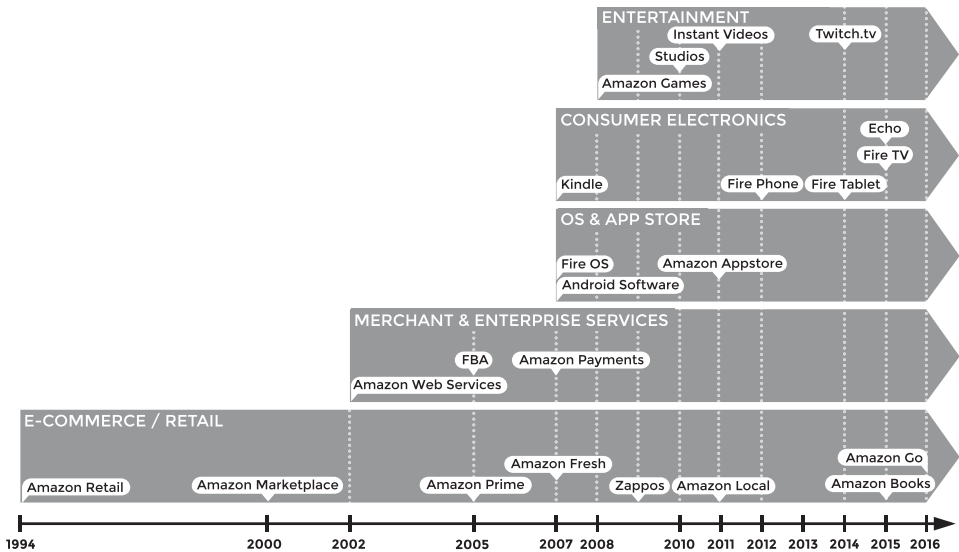 ENTERTAINMENT
Instant Videos
Twitch.tv
Studios
Amazon Games
CONSUMER ELECTRONICS
Echo
Fire TV
Kindle
Fire Phone
Fire Tablet
OS & APP STORE
Fire OS
Amazon Appstore
Android Software
MERCHANT & ENTERPRISE SERVICES
FBA
Amazon Payments
Amazon Web Services
E-COMMERCE / RETAIL
Amazon Go
Amazon Fresh
Amazon Retail
Amazon Marketplace
Amazon Prime
Zappos
Amazon Local
Amazon Books
1994 2000 2002 2005 2007 2008 2010 2011 2012 2013 2014 2015 2016